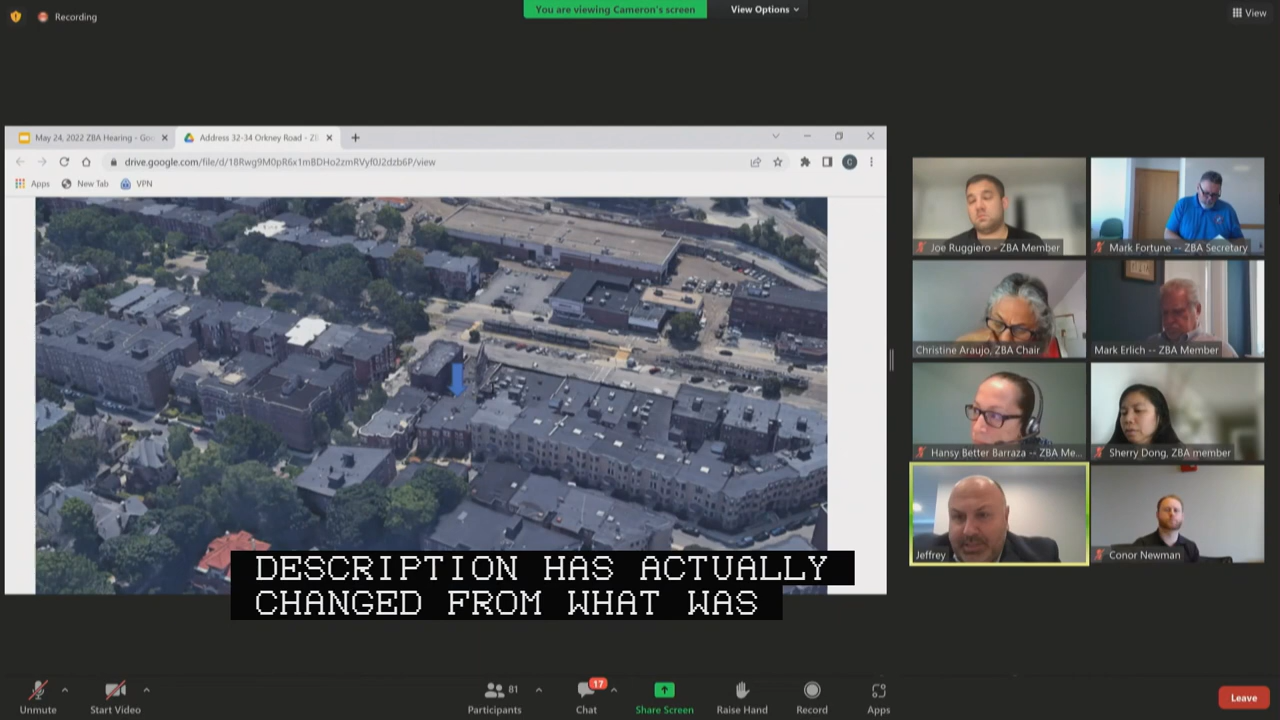 Recording
You are viewing Cameron's screen
View Options
View
May 24, 2022 ZBA Hearing - Goo
Address 32-34 Orkney Road - ZB
drive.google.com/file/d/18Rwg9M0pR6x1mBDHo2zmRVyf0J2dzb6P/view
Apps
New Tab
VPN
Joe Ruggiero - ZBA Member
Mark Fortune -- ZBA Secretary
Christine Araujo, ZBA Chair
Mark Erlich -- ZBA Member
Hansy Better Barraza -- ZBA Me...
Sherry Dong, ZBA member
Jeffrey
Conor Newman
DESCRIPTION HAS ACTUALLY
CHANGED FROM WHAT WAS
Unmute
Start Video
Participants
81
Chat
17
Share Screen
Raise Hand
Record
Apps
Leave